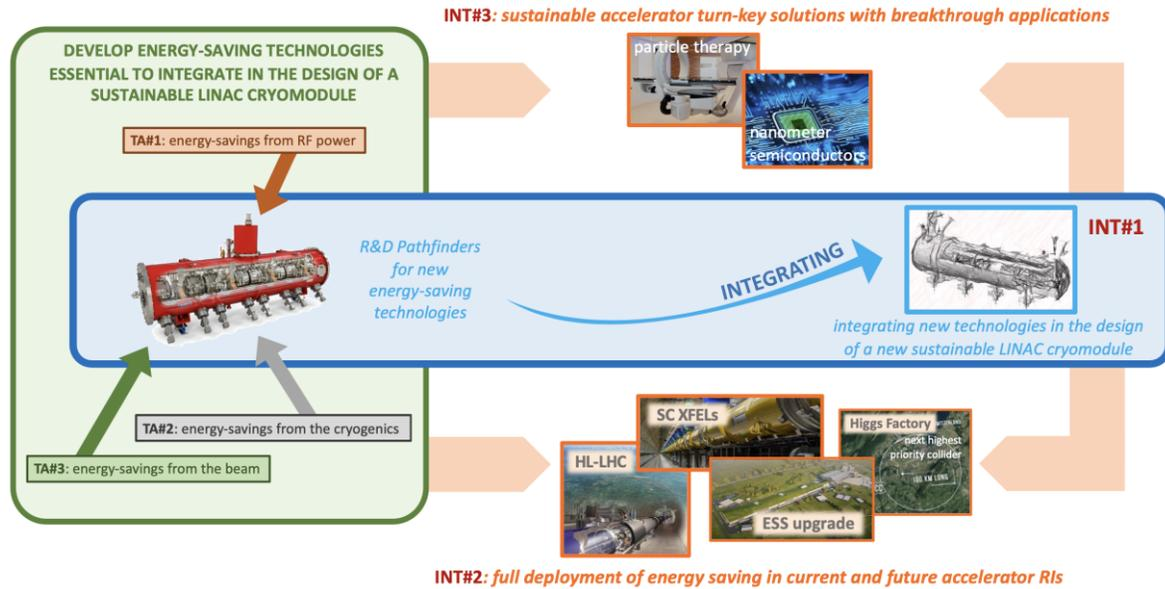 INT#3: sustainable accelerator turn-key solutions with breakthrough applications
DEVELOP ENERGY-SAVING TECHNOLOGIES
ESSENTIAL TO INTEGRATE IN THE DESIGN OF A
SUSTAINABLE LINAC CRYOMODULE
particle therapy
nanometer
semiconductors
TA#1: energy-savings from RF power
R&D Pathfinders
for new
energy-saving
technologies
INTEGRATING
INT#1
integrating new technologies in the design
of a new sustainable LINAC cryomodule
TA#2: energy-savings from the cryogenics
TA#3: energy-savings from the beam
SC XFELs
HL-LHC
ESS upgrade
Higgs Factory
next highest
priority collider
100 KM LONG
INT#2: full deployment of energy saving in current and future accelerator RIs